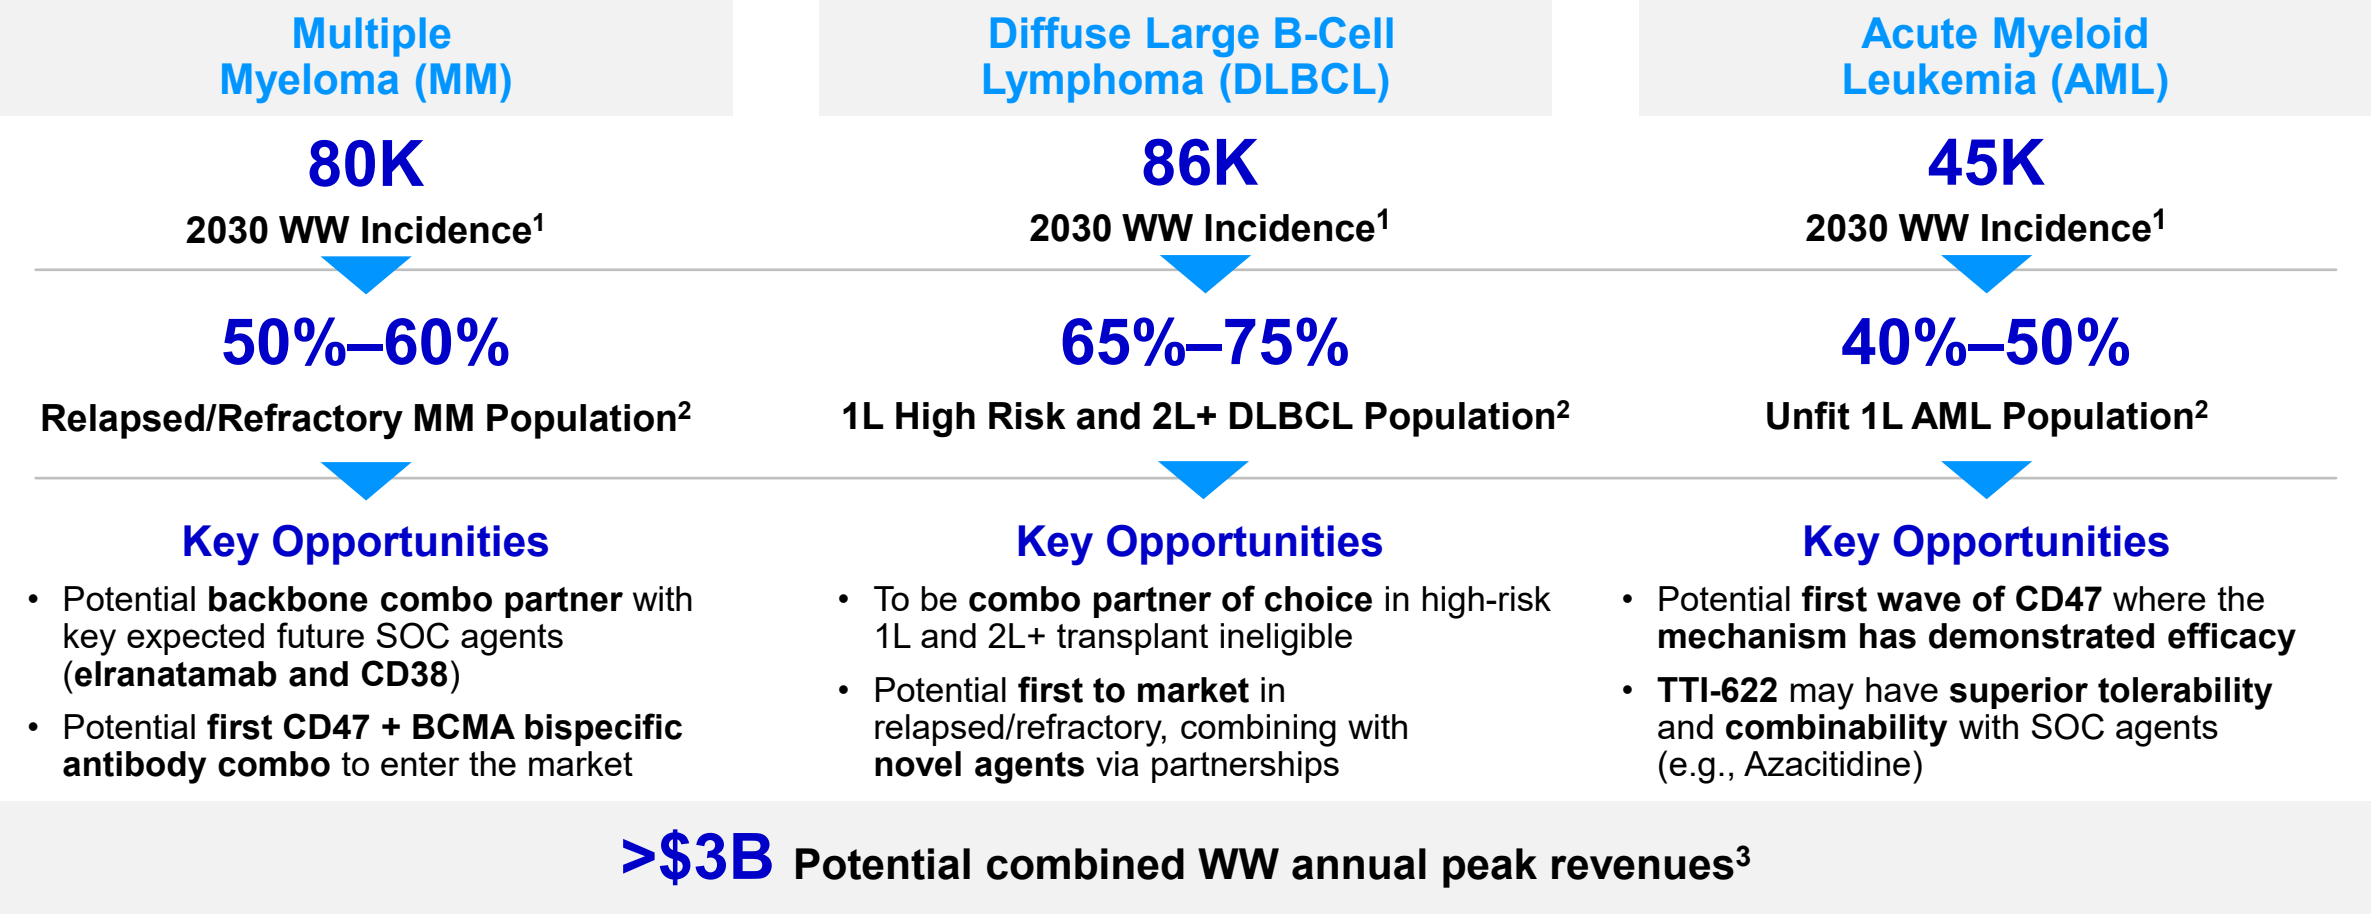 Multiple
Myeloma (MM)
80K
2030 WW Incidence¹
50%–60%
Relapsed/Refractory MM Population²
Key Opportunities
• Potential backbone combo partner with
key expected future SOC agents
(elranatamab and CD38)
• Potential first CD47 + BCMA bispecific
antibody combo to enter the market
Diffuse Large B-Cell
Lymphoma (DLBCL)
86K
2030 WW Incidence¹
65%–75%
1L High Risk and 2L+ DLBCL Population²
Key Opportunities
• To be combo partner of choice in high-risk
1L and 2L+ transplant ineligible
• Potential first to market in
relapsed/refractory, combining with
novel agents via partnerships
Acute Myeloid
Leukemia (AML)
45K
2030 WW Incidence¹
40%–50%
Unfit 1L AML Population²
Key Opportunities
• Potential first wave of CD47 where the
mechanism has demonstrated efficacy
• TTI-622 may have superior tolerability
and combinability with SOC agents
(e.g., Azacitidine)
>$3B Potential combined WW annual peak revenues³